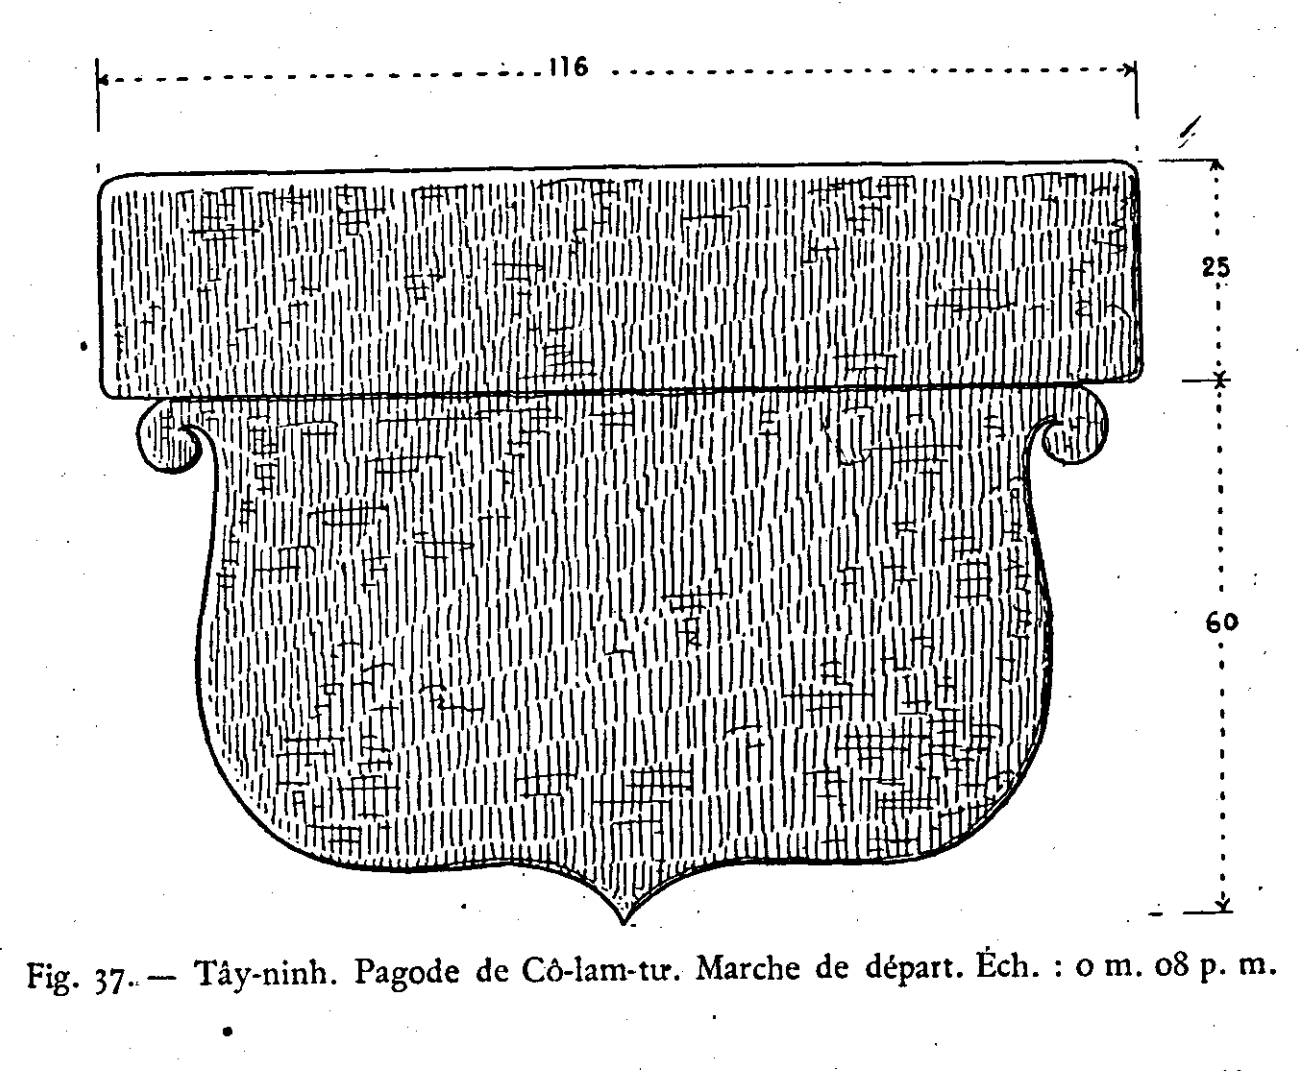 116
25
60
Fig. 37. — Tây-ninh. Pagode de Cô-lam-tư. Marche de départ. Éch. : 0 m. 08 p. m.